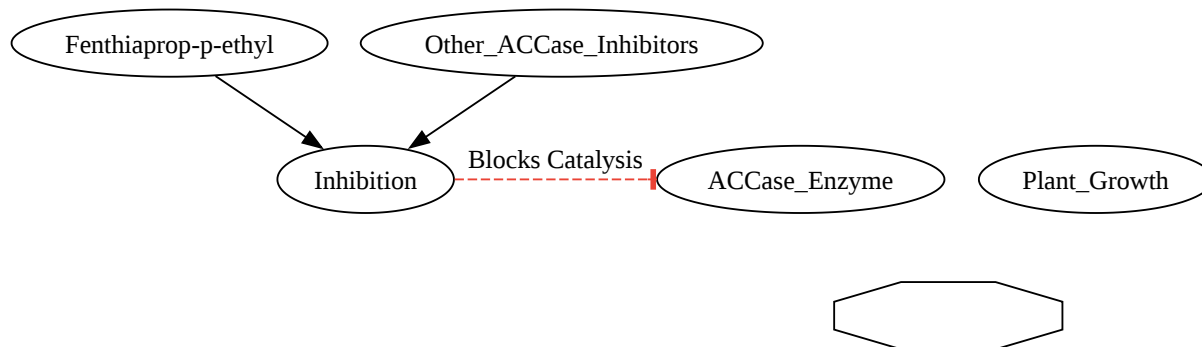 Fenthiaprop-p-ethyl
Other_ACCase_Inhibitors
Blocks Catalysis
Inhibition
ACCase_Enzyme
Plant_Growth